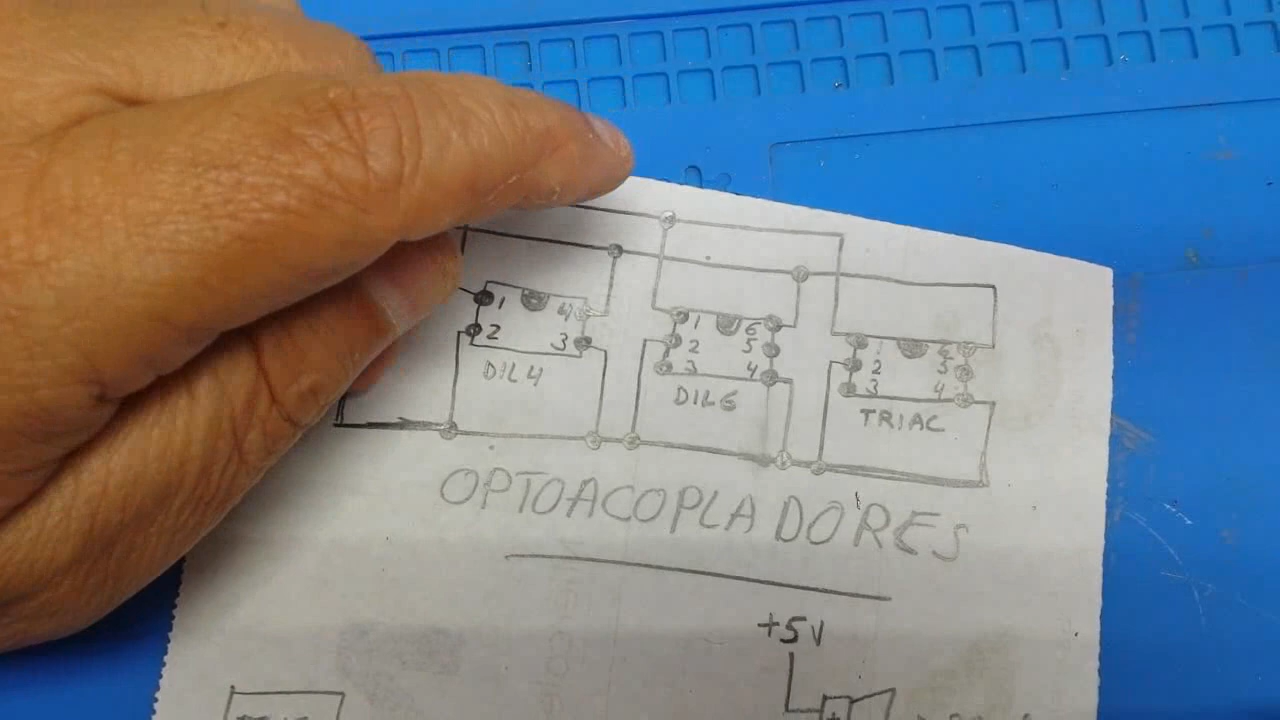 1 4
2 3
DIL4
1 6
2 5
3 4
DIL6
1 6
2 5
3 4
TRIAC
OPTOACOPLADORES
+5V